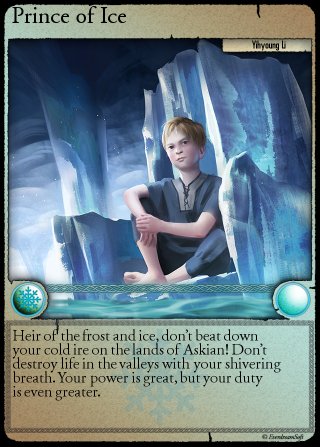 Prince of Ice
Yihyoung Li
Heir of the frost and ice, don't beat down
your cold ire on the lands of Askian! Don't
destroy life in the valleys with your shivering
breath. Your power is great, but your duty
is even greater.
© EverdreamSoft